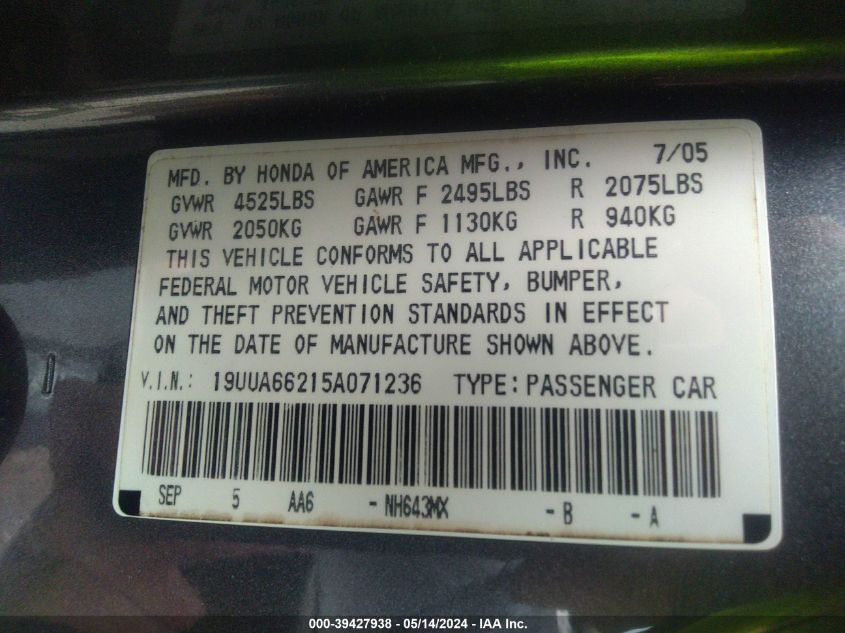 MFD. BY HONDA OF AMERICA MFG., INC. 7/05
GVWR 4525LBS GAWR F 2495LBS R 2075LBS
GVWR 2050KG GAWR F 1130KG R 940KG
THIS VEHICLE CONFORMS TO ALL APPLICABLE
FEDERAL MOTOR VEHICLE SAFETY, BUMPER,
AND THEFT PREVENTION STANDARDS IN EFFECT
ON THE DATE OF MANUFACTURE SHOWN ABOVE.
V.I.N.: 19UUA66215A071236 TYPE: PASSENGER CAR
SEP 5 AA6 - NH643MX - B - A
000-39427938 - 05/14/2024 - IAA Inc.